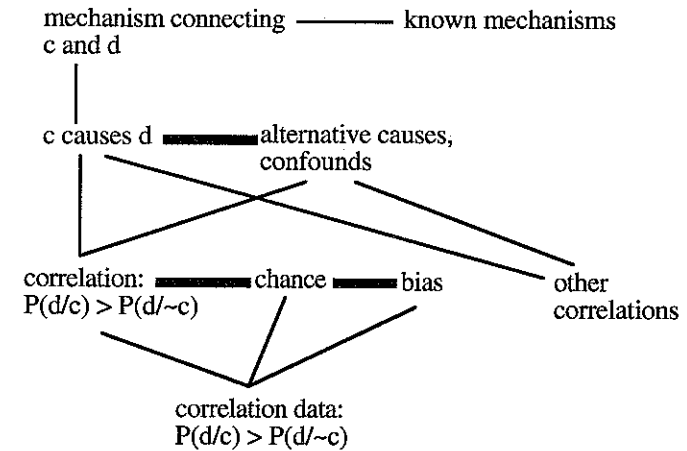 mechanism connecting known mechanisms
c and d
c causes d alternative causes,
confounds
correlation: chance bias other
P(d/c) > P(d/~c) correlations
correlation data:
P(d/c) > P(d/~c)